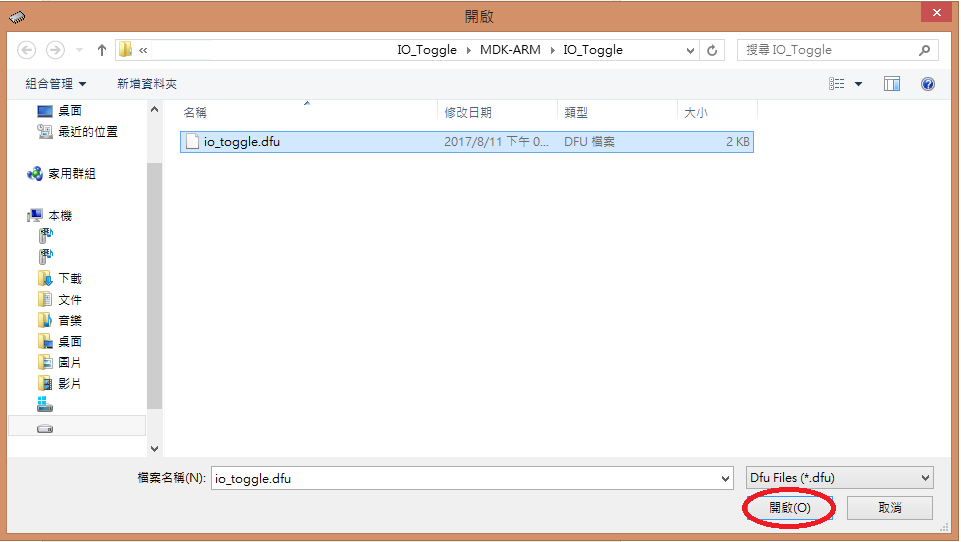 開啟
« IO_Toggle MDK-ARM IO_Toggle 搜尋 IO_Toggle
組合管理 新增資料夾
名稱 修改日期 類型 大小
io_toggle.dfu 2017/8/11 下午 0... DFU 檔案 2 KB
桌面
最近的位置
家用群組
本機
下載
文件
音樂
桌面
圖片
影片
檔案名稱(N): io_toggle.dfu Dfu Files (*.dfu)
開啟(O) 取消